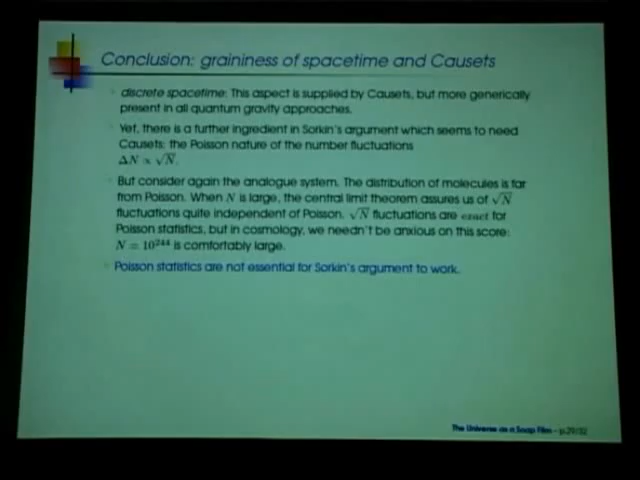 Conclusion: graininess of spacetime and Causets
discrete spacetime: This aspect is supplied by Causets, but more generically
present in all quantum gravity approaches.
Yet, there is a further ingredient in Sorkin's argument which seems to need
Causets: the Poisson nature of the number fluctuations
ΔN ∝ √N.
But consider again the analogue system. The distribution of molecules is far
from Poisson. When N is large, the central limit theorem assures us of √N
fluctuations quite independent of Poisson. √N fluctuations are exact for
Poisson statistics, but in cosmology, we needn't be anxious on this score:
N = 10²⁴⁴ is comfortably large.
Poisson statistics are not essential for Sorkin's argument to work.
The Universe as a Soap Film – p.29/32